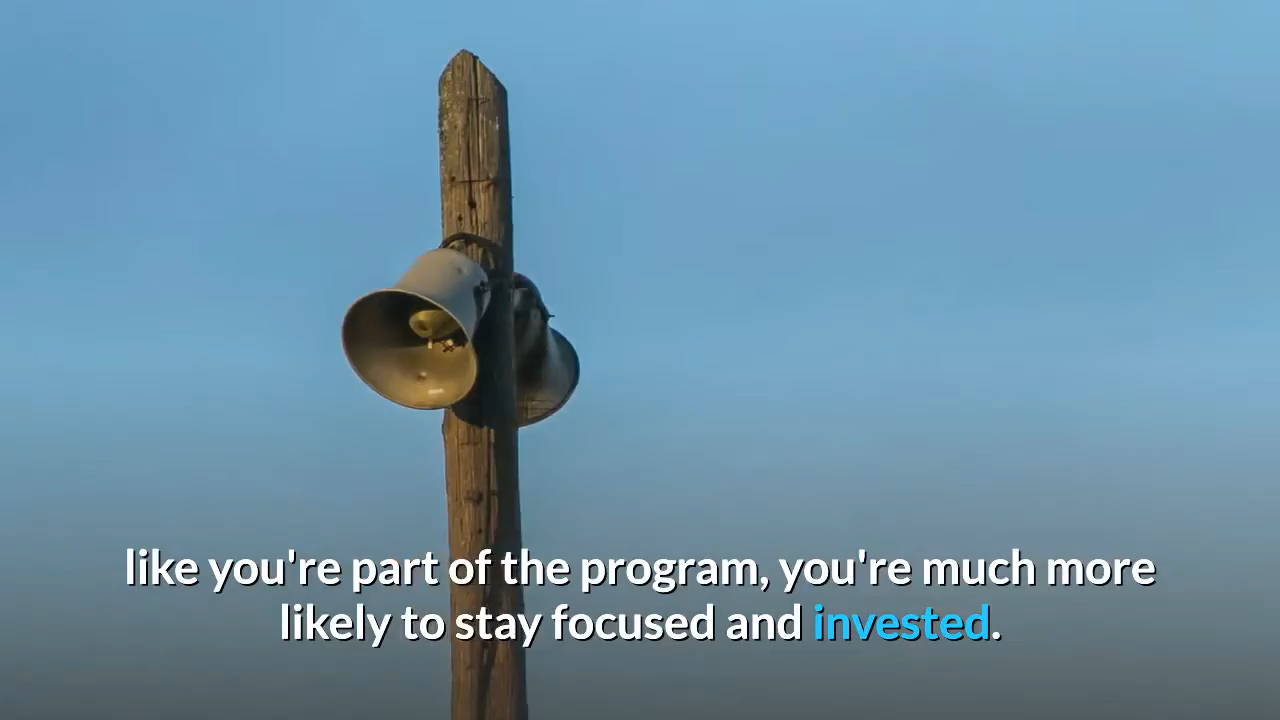 like you're part of the program, you're much more
likely to stay focused and invested.